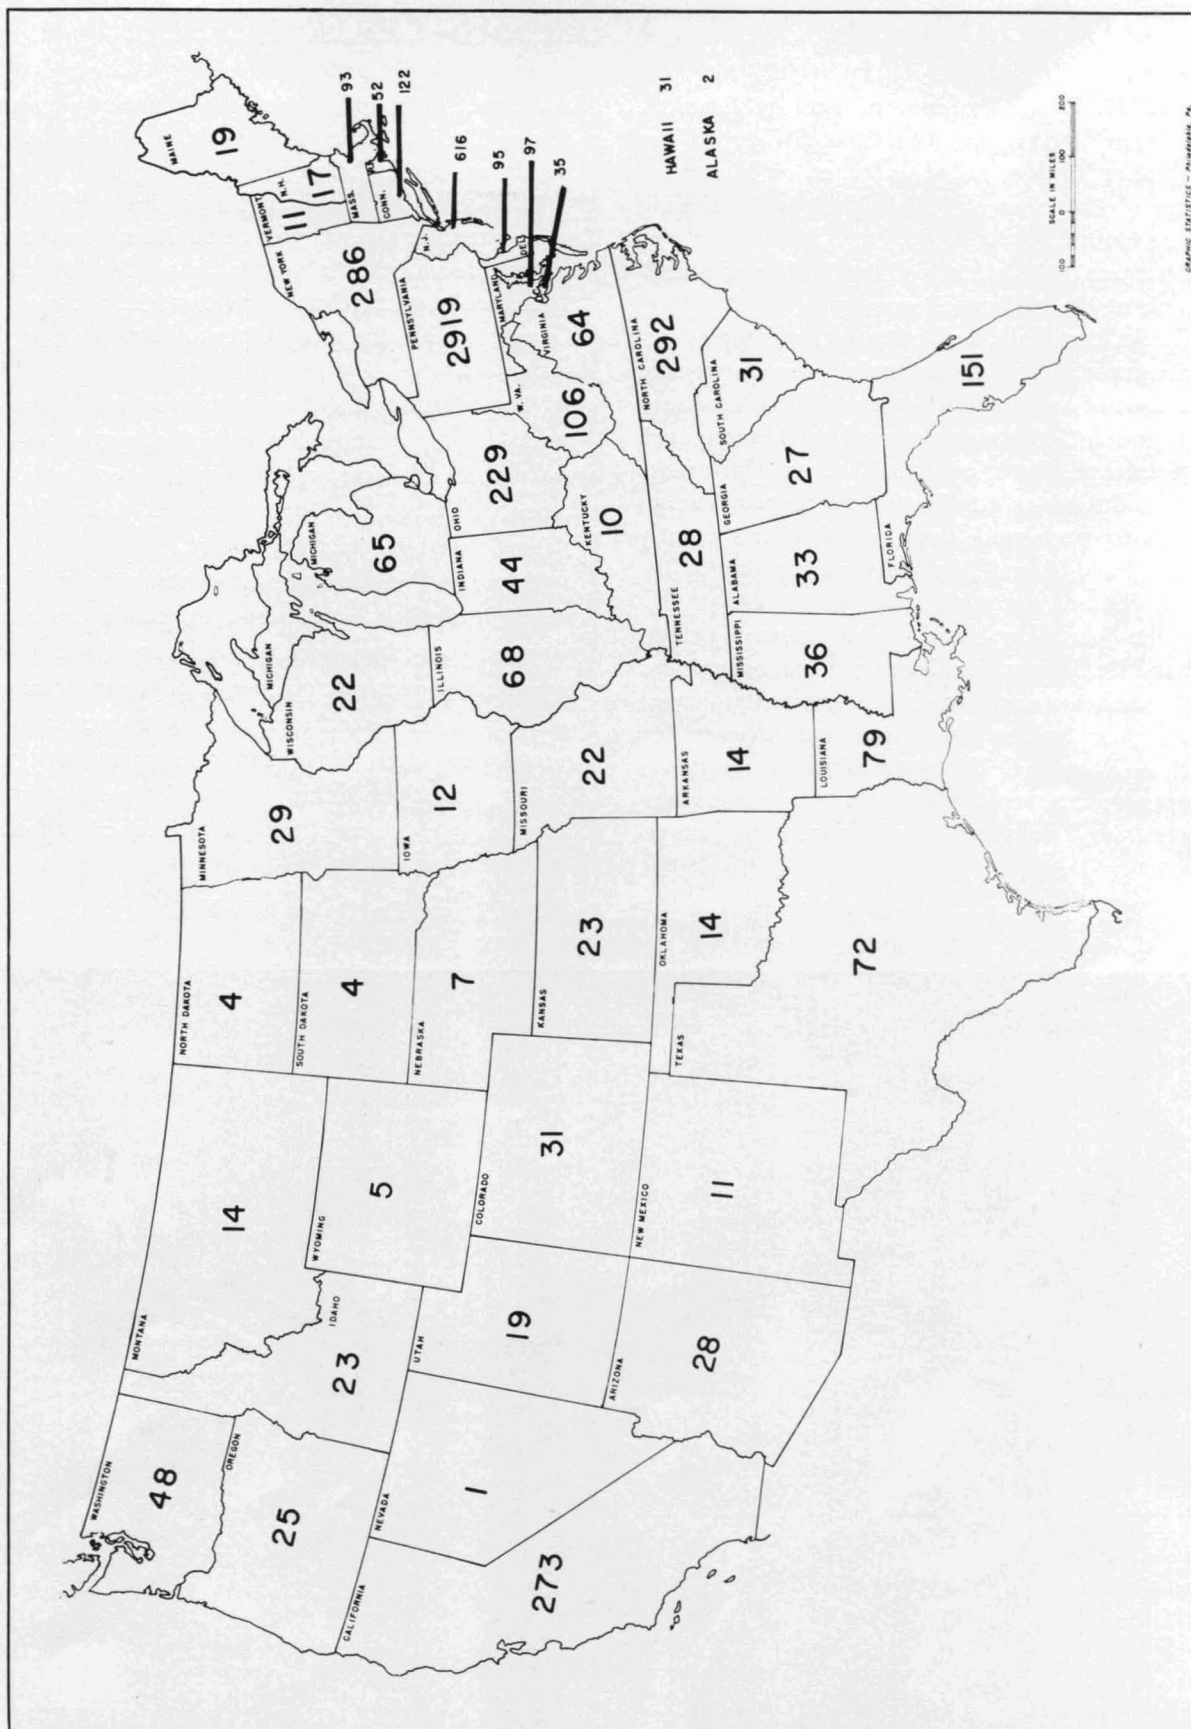 WASHINGTON
48
OREGON
25
CALIFORNIA
273
NEVADA
1
IDAHO
23
MONTANA
14
WYOMING
5
UTAH
19
ARIZONA
28
COLORADO
31
NEW MEXICO
11
NORTH DAKOTA
4
SOUTH DAKOTA
4
NEBRASKA
7
KANSAS
23
OKLAHOMA
14
TEXAS
72
MINNESOTA
29
IOWA
12
MISSOURI
22
ARKANSAS
14
LOUISIANA
79
WISCONSIN
22
MICHIGAN
MICHIGAN
65
ILLINOIS
68
INDIANA
44
OHIO
229
KENTUCKY
10
TENNESSEE
28
MISSISSIPPI
36
ALABAMA
33
GEORGIA
27
FLORIDA
151
SOUTH CAROLINA
31
NORTH CAROLINA
292
VIRGINIA
64
W. VA.
106
MARYLAND
DEL.
PENNSYLVANIA
2919
N.J.
NEW YORK
286
VERMONT
11
N.H.
17
MAINE
19
MASS.
CONN.
93
52
122
616
95
97
35
HAWAII 31
ALASKA 2
SCALE IN MILES
100 0 100 200
GRAPHIC STATISTICS - Philadelphia, Pa.